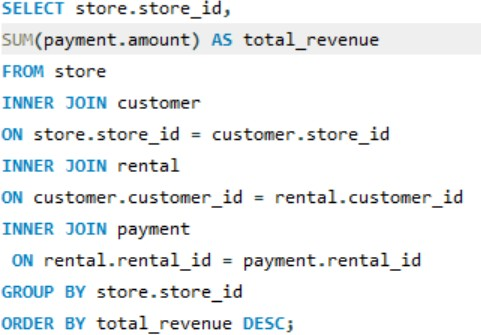 SELECT store.store_id,
SUM(payment.amount) AS total_revenue
FROM store
INNER JOIN customer
ON store.store_id = customer.store_id
INNER JOIN rental
ON customer.customer_id = rental.customer_id
INNER JOIN payment
 ON rental.rental_id = payment.rental_id
GROUP BY store.store_id
ORDER BY total_revenue DESC;